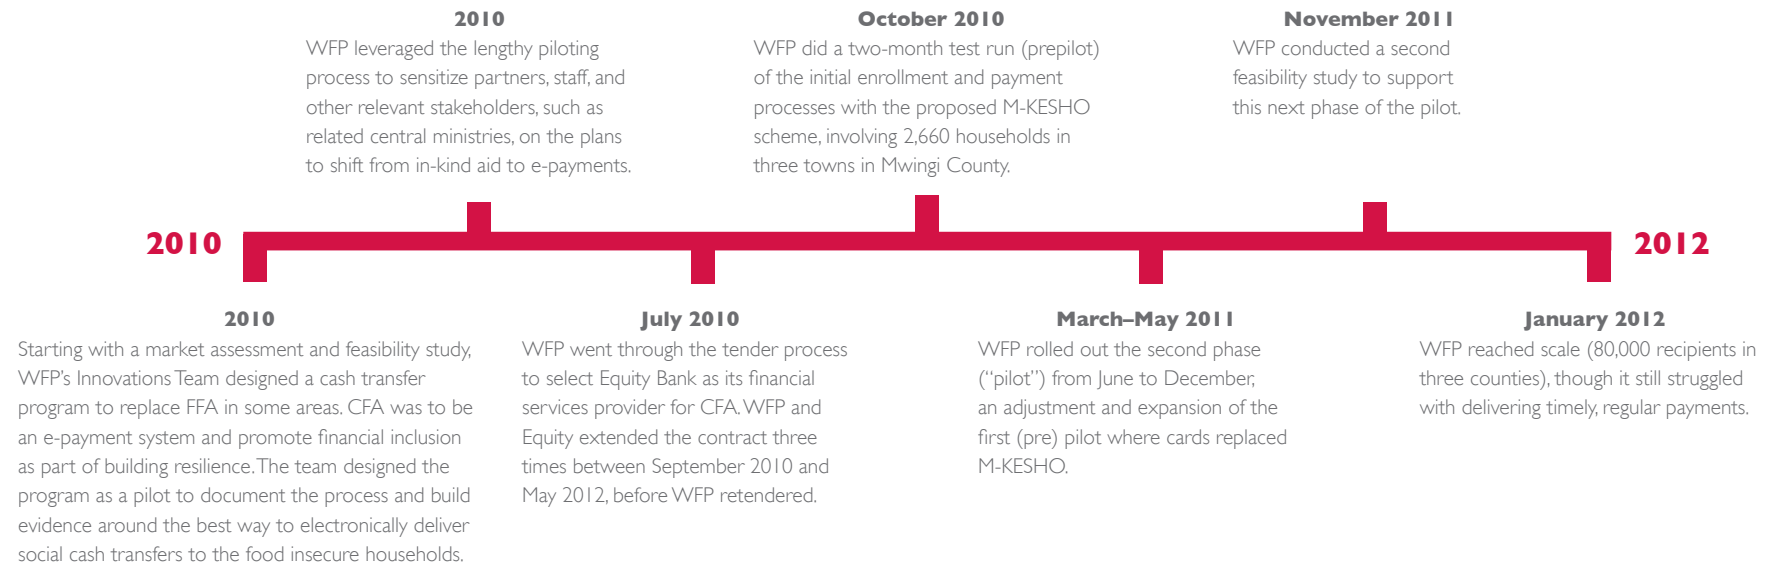 2010
WFP leveraged the lengthy piloting
process to sensitize partners, staff, and
other relevant stakeholders, such as
related central ministries, on the plans
to shift from in-kind aid to e-payments.
October 2010
WFP did a two-month test run (prepilot)
of the initial enrollment and payment
processes with the proposed M-KESHO
scheme, involving 2,660 households in
three towns in Mwingi County.
November 2011
WFP conducted a second
feasibility study to support
this next phase of the pilot.
2010
2012
2010
Starting with a market assessment and feasibility study,
WFP's Innovations Team designed a cash transfer
program to replace FFA in some areas. CFA was to be
an e-payment system and promote financial inclusion
as part of building resilience. The team designed the
program as a pilot to document the process and build
evidence around the best way to electronically deliver
social cash transfers to the food insecure households.
July 2010
WFP went through the tender process
to select Equity Bank as its financial
services provider for CFA. WFP and
Equity extended the contract three
times between September 2010 and
May 2012, before WFP retendered.
March–May 2011
WFP rolled out the second phase
(“pilot”) from June to December,
an adjustment and expansion of the
first (pre) pilot where cards replaced
M-KESHO.
January 2012
WFP reached scale (80,000 recipients in
three counties), though it still struggled
with delivering timely, regular payments.